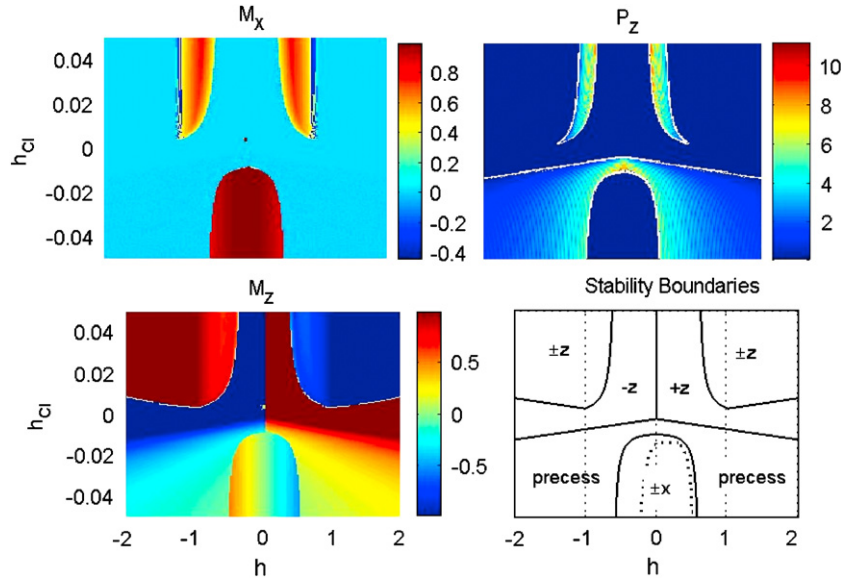 M_x
P_z
h_CI
0.04
0.02
0
-0.02
-0.04
0.8
0.6
0.4
0.2
0
-0.2
-0.4
10
8
6
4
2
M_z
Stability Boundaries
h_CI
0.04
0.02
0
-0.02
-0.04
-2
-1
0
1
2
h
0.5
0
-0.5
±z
-z
+z
±z
precess
±x
precess
-2
-1
0
1
2
h